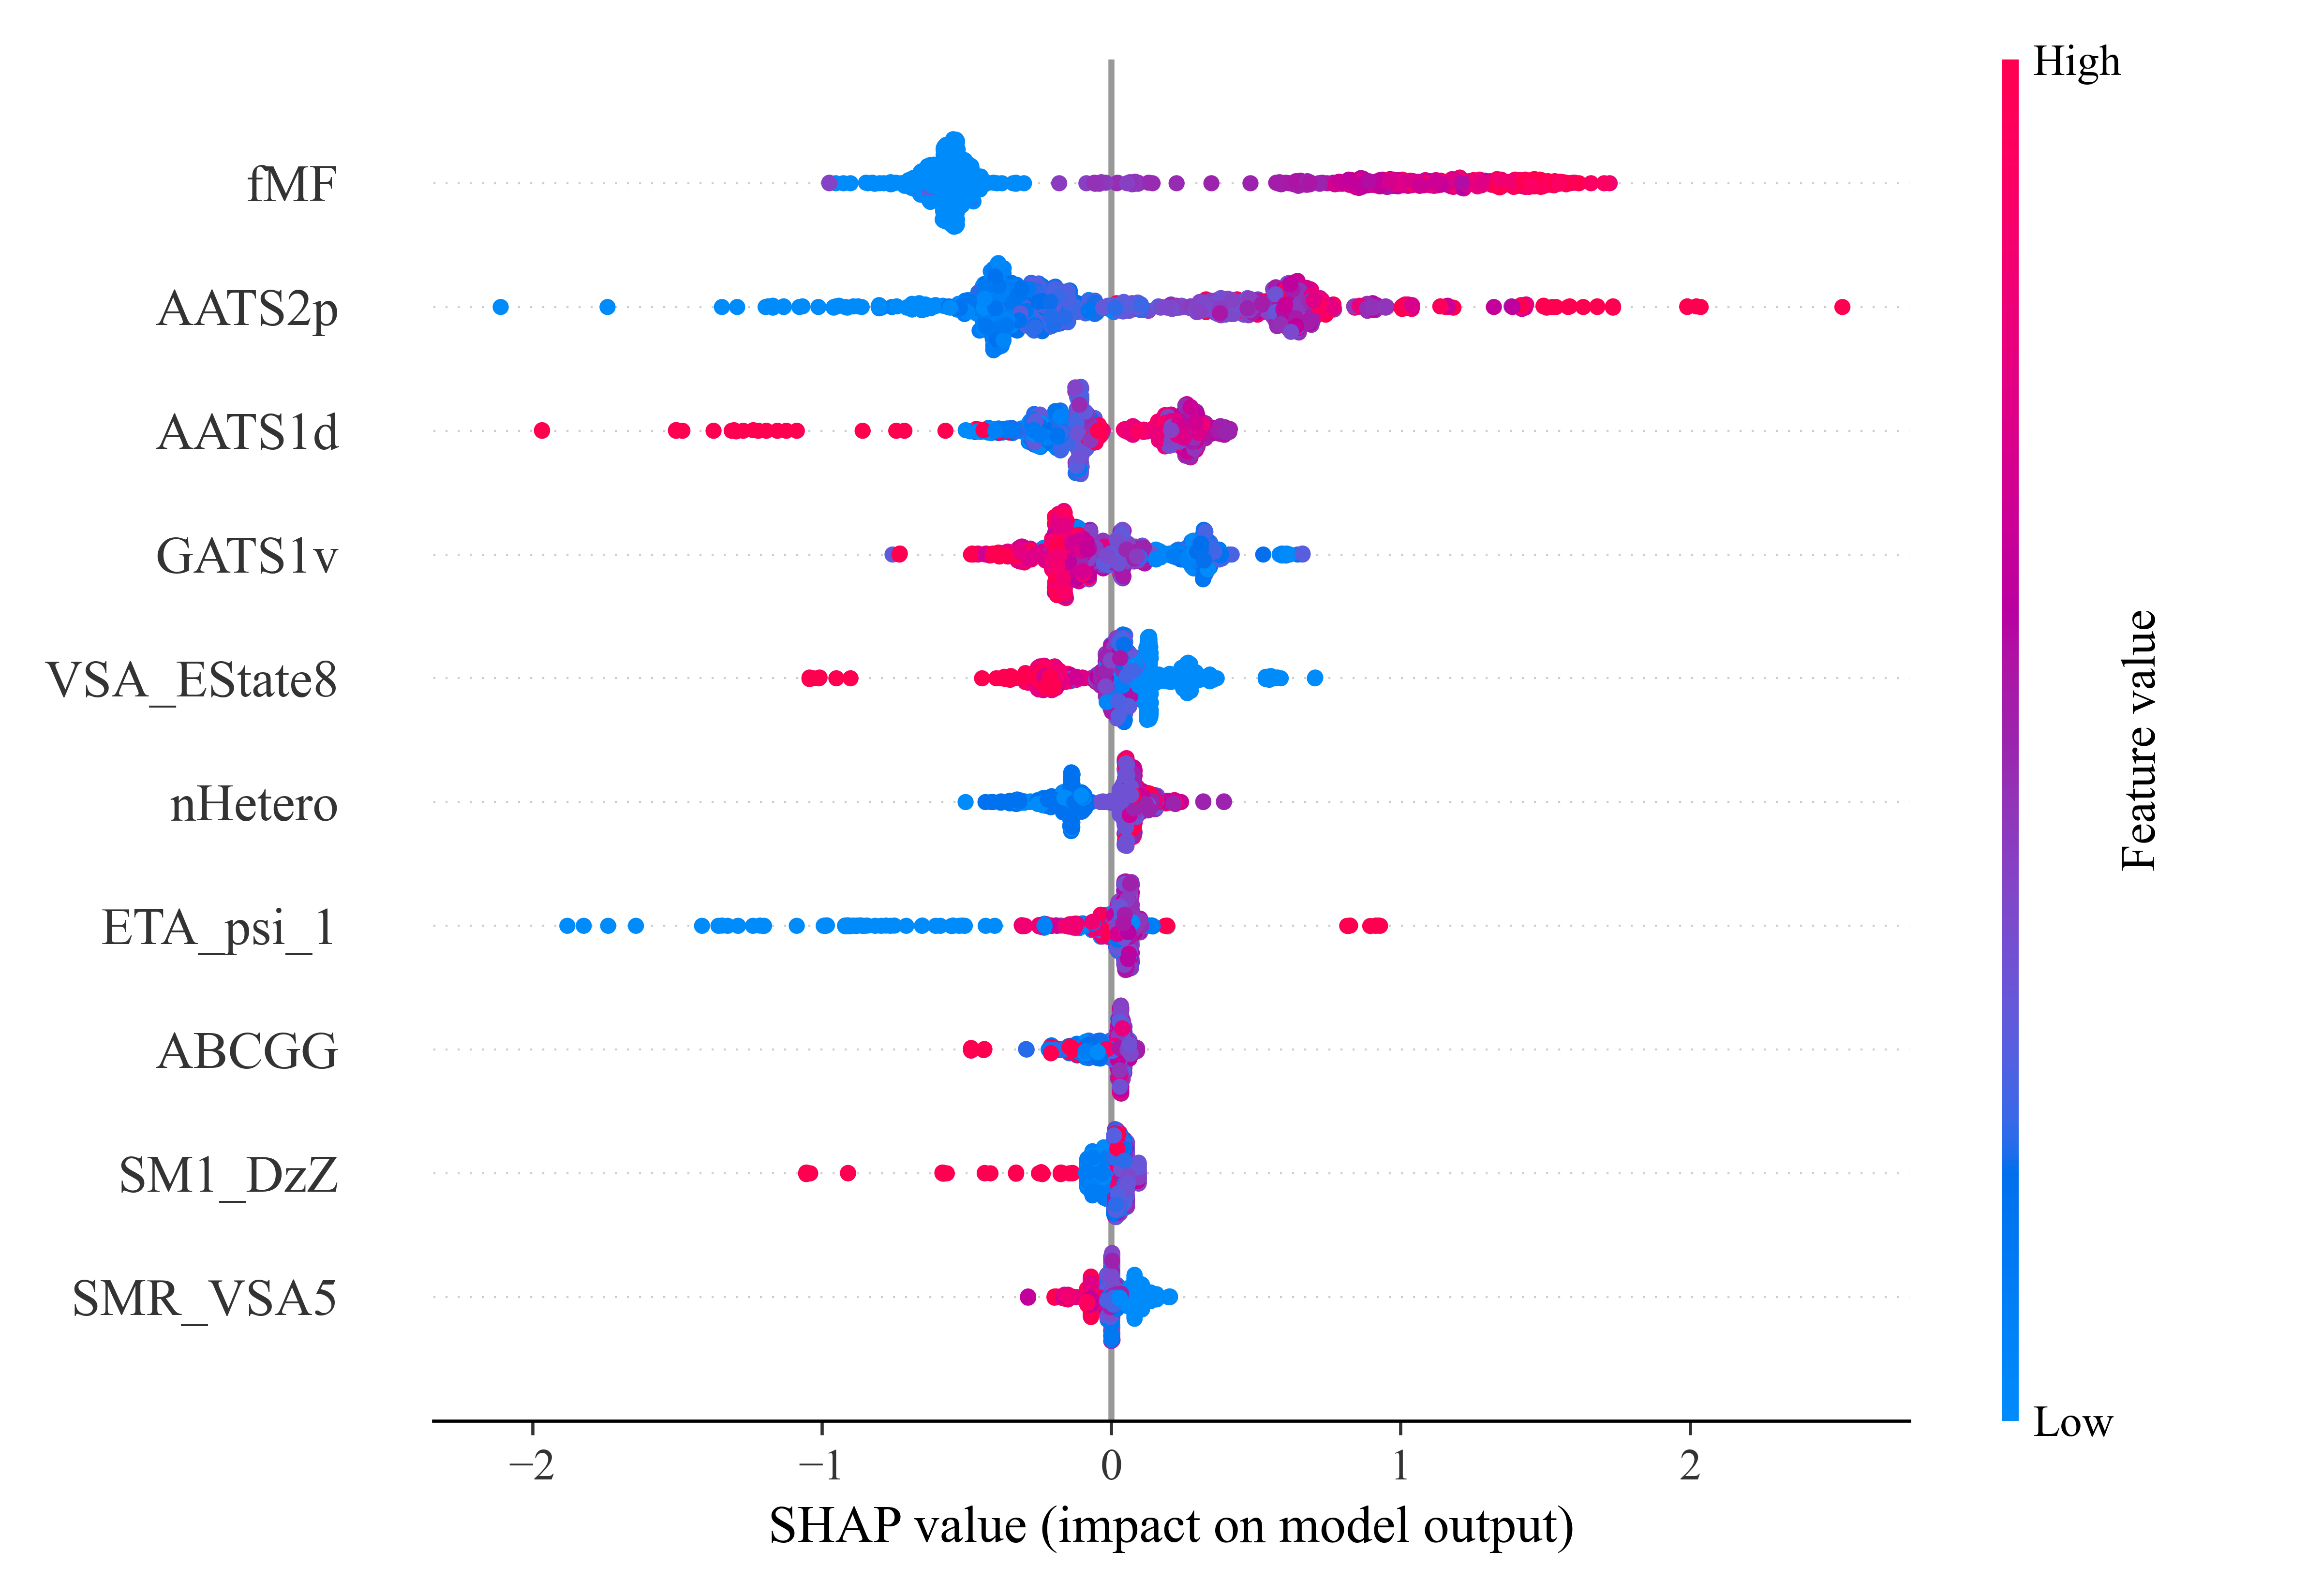 High
fMF
AATS2p
AATS1d
GATS1v
VSA_EState8
nHetero
ETA_psi_1
ABCGG
SM1_DzZ
SMR_VSA5
Feature value
Low
−2 −1 0 1 2
SHAP value (impact on model output)